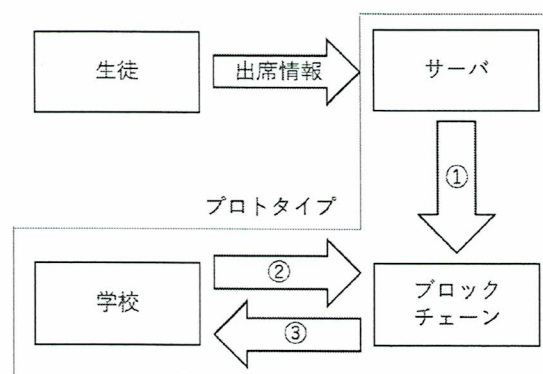 生徒
出席情報
サーバ
①
プロトタイプ
②
学校
ブロック
チェーン
③